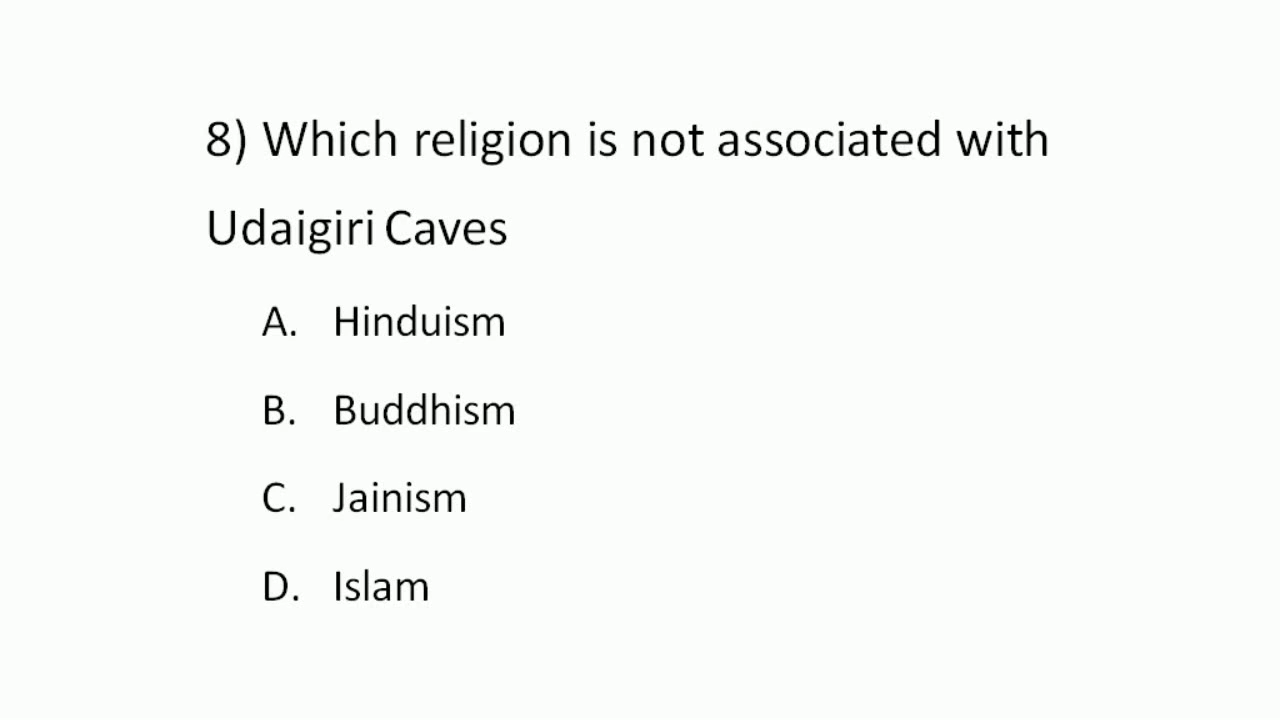 8) Which religion is not associated with
Udaigiri Caves
A. Hinduism
B. Buddhism
C. Jainism
D. Islam